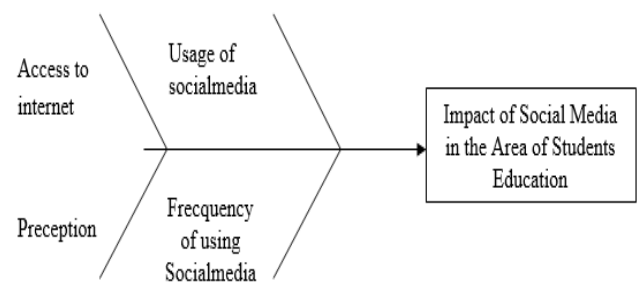 Access to
internet
Usage of
socialmedia
Impact of Social Media
in the Area of Students
Education
Preception
Frecquency
of using
Socialmedia